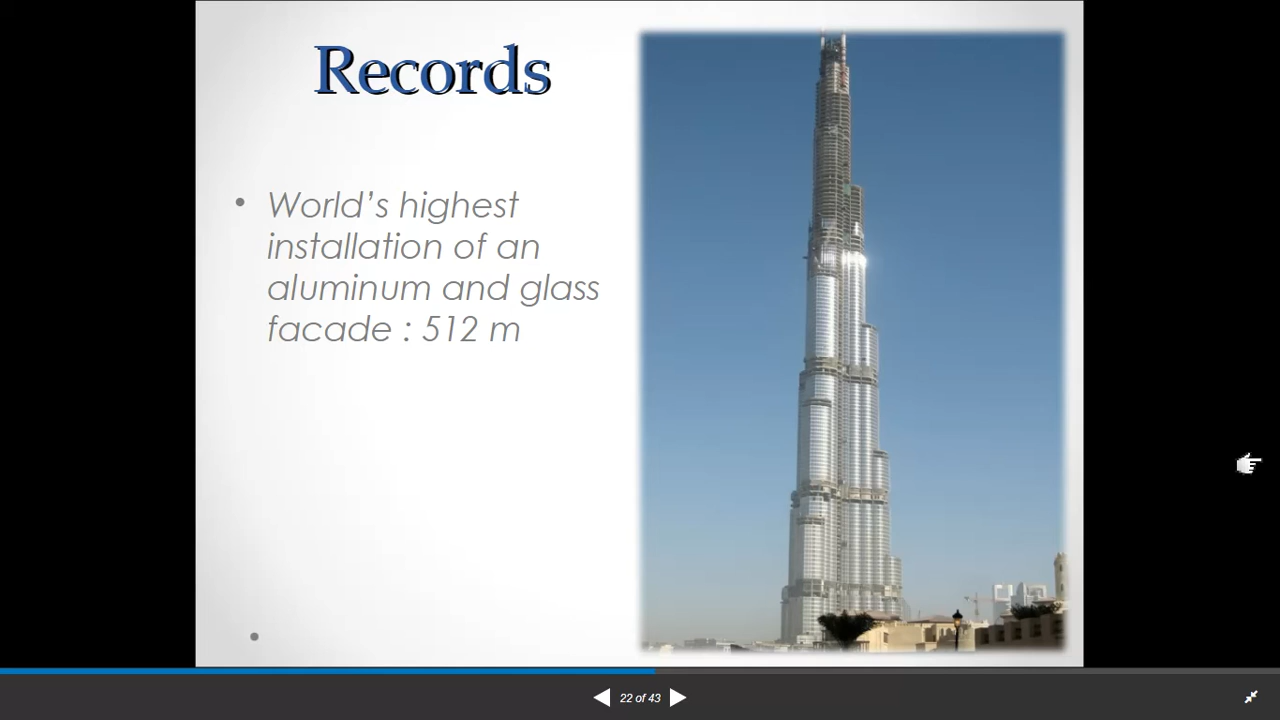 Records
• World’s highest
installation of an
aluminum and glass
facade : 512 m
•
22 of 43